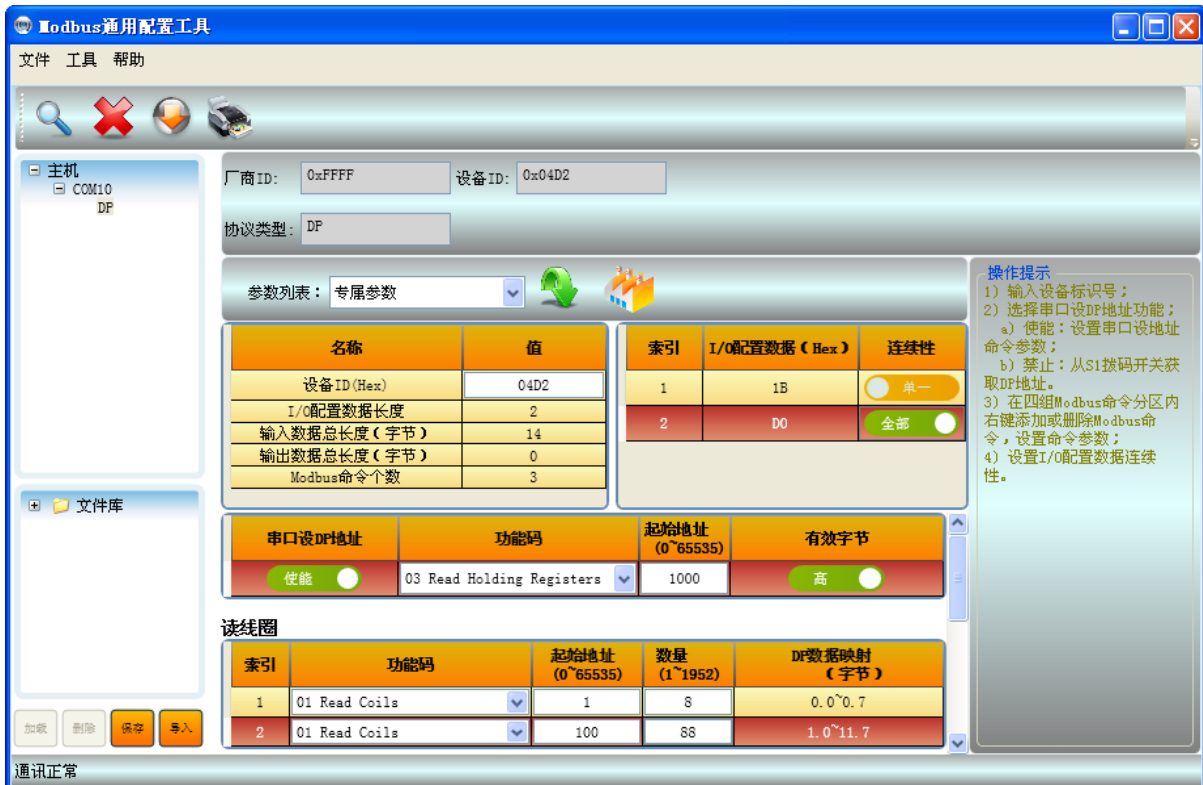 Modbus通用配置工具
文件 工具 帮助
主机
COM10
DP
厂商ID: 0xFFFF 设备ID: 0x04D2
协议类型: DP
参数列表: 专属参数
名称 值
设备ID(Hex) 04D2
I/O配置数据长度 2
输入数据总长度(字节) 14
输出数据总长度(字节) 0
Modbus命令个数 3
索引 I/O配置数据(Hex) 连续性
1 1B 单一
2 D0 全部
操作提示
1) 输入设备标识号;
2) 选择串口设DP地址功能;
a) 使能:设置串口设地址
命令参数;
b) 禁止:从S1拨码开关获
取DP地址。
3) 在四组Modbus命令分区内
右键添加或删除Modbus命
令,设置命令参数;
4) 设置I/O配置数据连续
性。
文件库
串口设DP地址 功能码 起始地址 有效字节
(0~65535)
使能 03 Read Holding Registers 1000 高
读线圈
索引 功能码 起始地址 数量 DP数据映射
(0~65535) (1~1952) (字节)
1 01 Read Coils 1 8 0.0~0.7
2 01 Read Coils 100 88 1.0~11.7
加载 删除 保存 导入
通讯正常